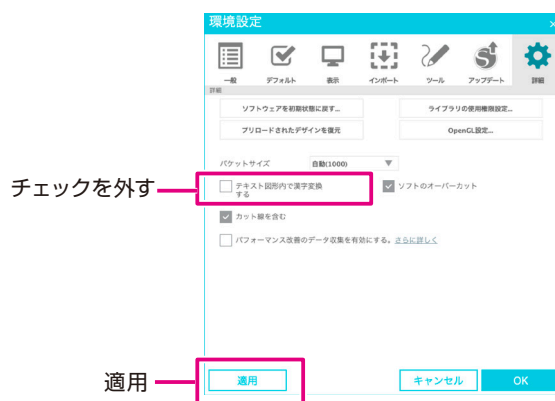 環境設定
一般 デフォルト 表示 インポート ツール アップデート 詳細
詳細
ソフトウェアを初期状態に戻す... ライブラリの使用権限設定...
プリロードされたデザインを復元 OpenGL設定...
パケットサイズ 自動(1000)
チェックを外す
テキスト図形内で漢字変換
する
ソフトのオーバーカット
カット線を含む
パフォーマンス改善のデータ収集を有効にする。さらに詳しく
適用
適用 キャンセル OK